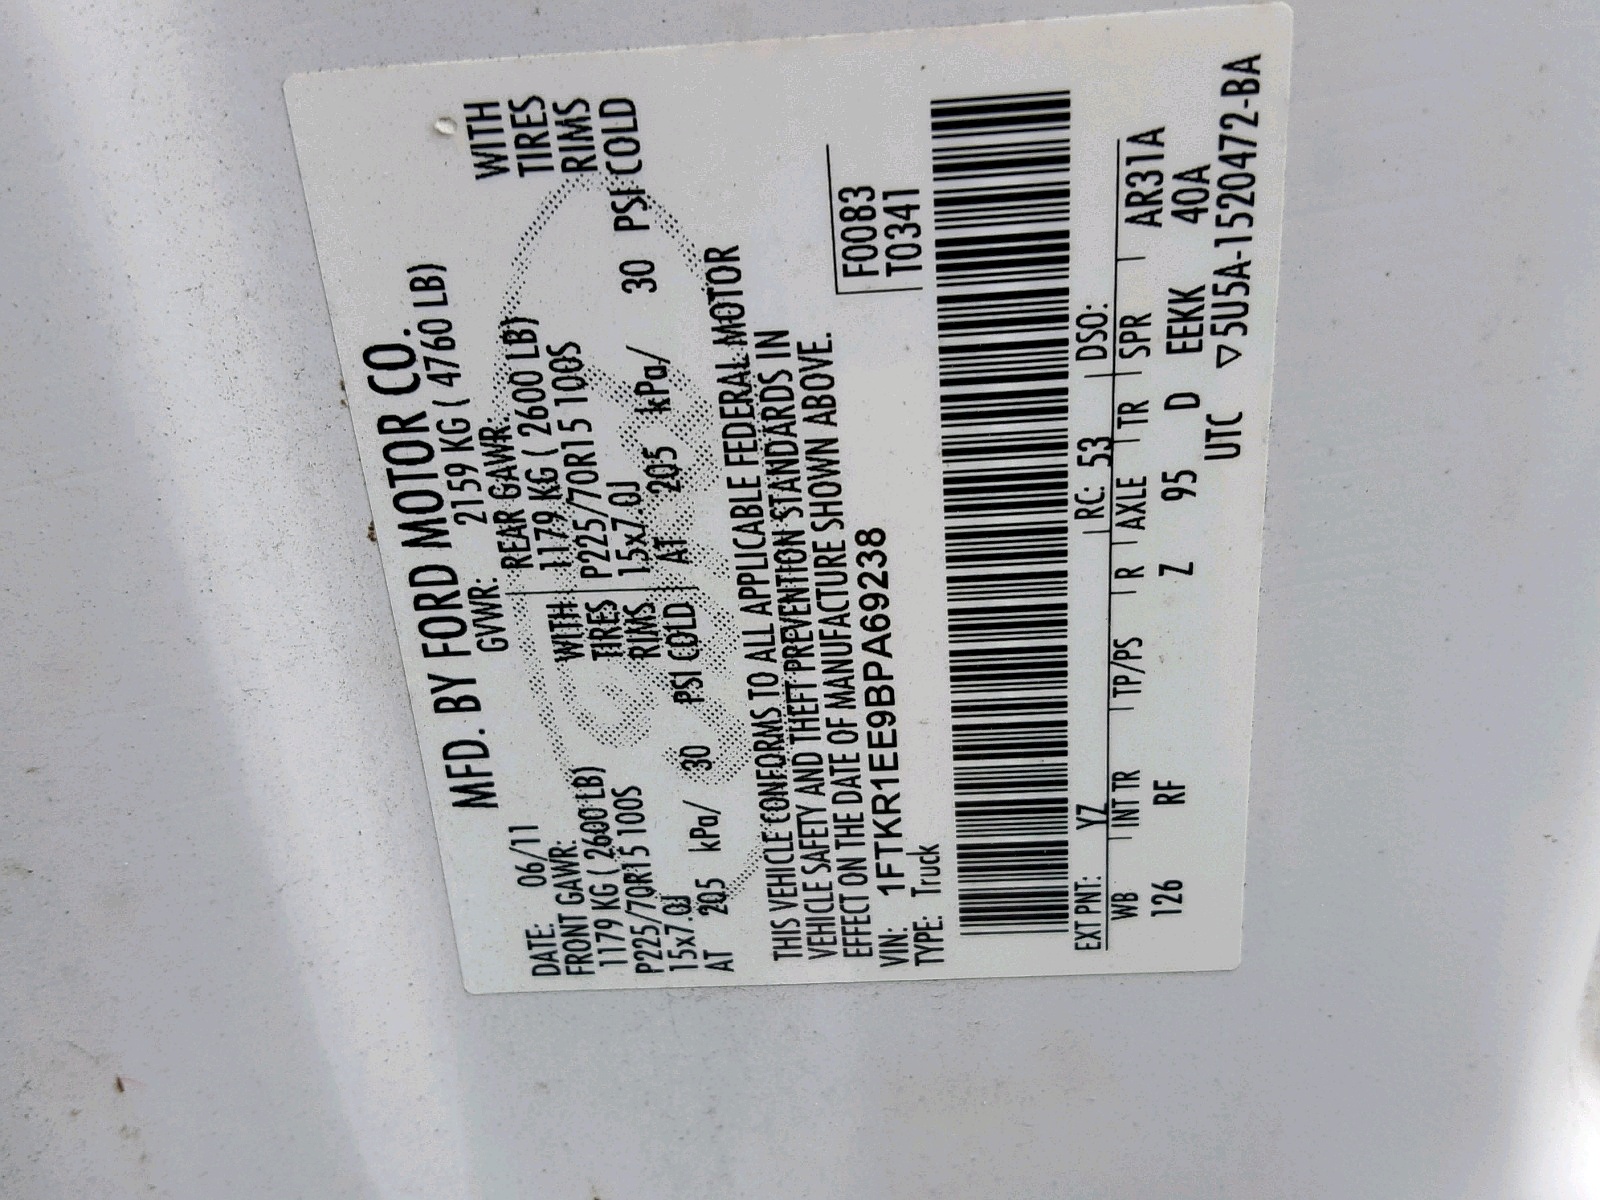 MFD. BY FORD MOTOR CO.
DATE: 06/11 GVWR: 2159 KG ( 4760 LB)
FRONT GAWR: REAR GAWR:
1179 KG ( 2600 LB) WITH 1179 KG ( 2600 LB) WITH
P225/70R15 100S TIRES P225/70R15 100S TIRES
15x7.0J RIMS 15x7.0J RIMS
AT 205 kPa/ 30 PSI COLD AT 205 kPa/ 30 PSI COLD
THIS VEHICLE CONFORMS TO ALL APPLICABLE FEDERAL MOTOR
VEHICLE SAFETY AND THEFT PREVENTION STANDARDS IN
EFFECT ON THE DATE OF MANUFACTURE SHOWN ABOVE.
VIN: 1FTKR1EE9BPA69238 F0083
TYPE: Truck T0341
EXT PNT: YZ RC: 53 DSO:
WB INT TR TP/PS R AXLE TR SPR AR31A
126 RF Z 95 D EEKK 40A
UTC ▽5U5A-1520472-BA